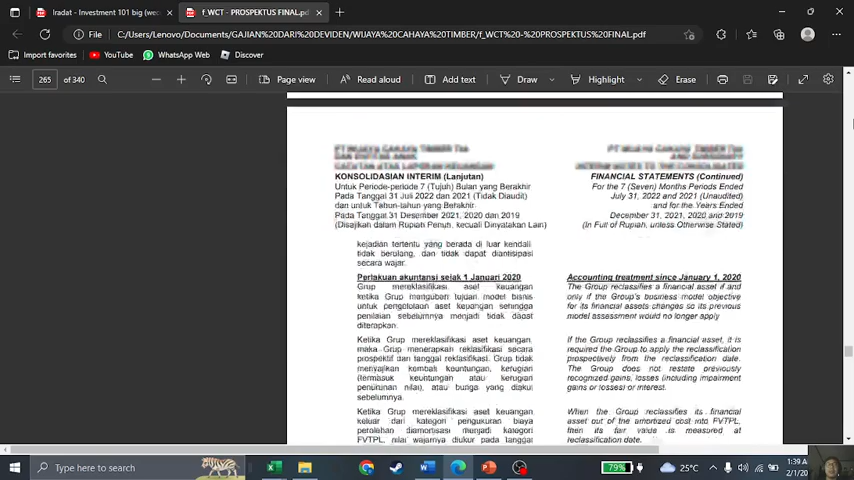 Iradat - Investment 101 big (wec
f_WCT - PROSPEKTUS FINAL.pdf
File
C:/Users/Lenovo/Documents/GAJIAN%20DARI%20DEVIDEN/WIJAYA%20CAHAYA%20TIMBER/f_WCT%20-%20PROSPEKTUS%20FINAL.pdf
Import favorites
YouTube
WhatsApp Web
Discover
265 of 340
Page view
Read aloud
Add text
Draw
Highlight
Erase
KONSOLIDASIAN INTERIM (Lanjutan)
Untuk Periode-periode 7 (Tujuh) Bulan yang Berakhir
Pada Tanggal 31 Juli 2022 dan 2021 (Tidak Diaudit)
dan untuk Tahun-tahun yang Berakhir
Pada Tanggal 31 Desember 2021, 2020 dan 2019
(Disajikan dalam Rupiah Penuh, kecuali Dinyatakan Lain)
FINANCIAL STATEMENTS (Continued)
For the 7 (Seven) Months Periods Ended
July 31, 2022 and 2021 (Unaudited)
and for the Years Ended
December 31, 2021, 2020 and 2019
(In Full of Rupiah, unless Otherwise Stated)
kejadian tertentu yang berada di luar kendali,
tidak berulang, dan tidak dapat diantisipasi
secara wajar.
Perlakuan akuntansi sejak 1 Januari 2020
Grup mereklasifikasi aset keuangan
ketika Grup mengubah tujuan model bisnis
untuk pengelolaan aset keuangan sehingga
penilaian sebelumnya menjadi tidak dapat
diterapkan.
Ketika Grup mereklasifikasi aset keuangan,
maka Grup menerapkan reklasifikasi secara
prospektif dari tanggal reklasifikasi. Grup tidak
menyajikan kembali keuntungan, kerugian
(termasuk keuntungan atau kerugian
penurunan nilai), atau bunga yang diakui
sebelumnya.
Ketika Grup mereklasifikasi aset keuangan
keluar dari kategori pengukuran biaya
perolehan diamortisasi menjadi kategori
FVTPL, nilai wajarnya diukur pada tanggal
Accounting treatment since January 1, 2020
The Group reclassifies a financial asset if and
only if the Group's business model objective
for its financial assets changes so its previous
model assessment would no longer apply
If the Group reclassifies a financial asset, it is
required the Group to apply the reclassification
prospectively from the reclassification date.
The Group does not restate previously
recognized gains, losses (including impairment
gains or losses) or interest.
When the Group reclassifies its financial
asset out of the amortized cost into FVTPL,
then its fair value is measured at
reclassification date.
Type here to search
79%
25°C
1:39 A
2/1/20